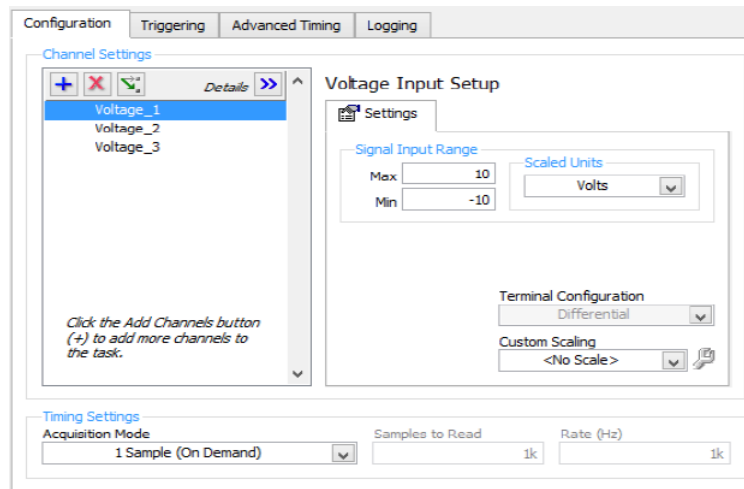 Configuration Triggering Advanced Timing Logging
Channel Settings
Details
Voltage_1
Voltage_2
Voltage_3
Click the Add Channels button
(+) to add more channels to
the task.
Voltage Input Setup
Settings
Signal Input Range
Max 10
Min -10
Scaled Units
Volts
Terminal Configuration
Differential
Custom Scaling
<No Scale>
Timing Settings
Acquisition Mode Samples to Read Rate (Hz)
1 Sample (On Demand) 1k 1k